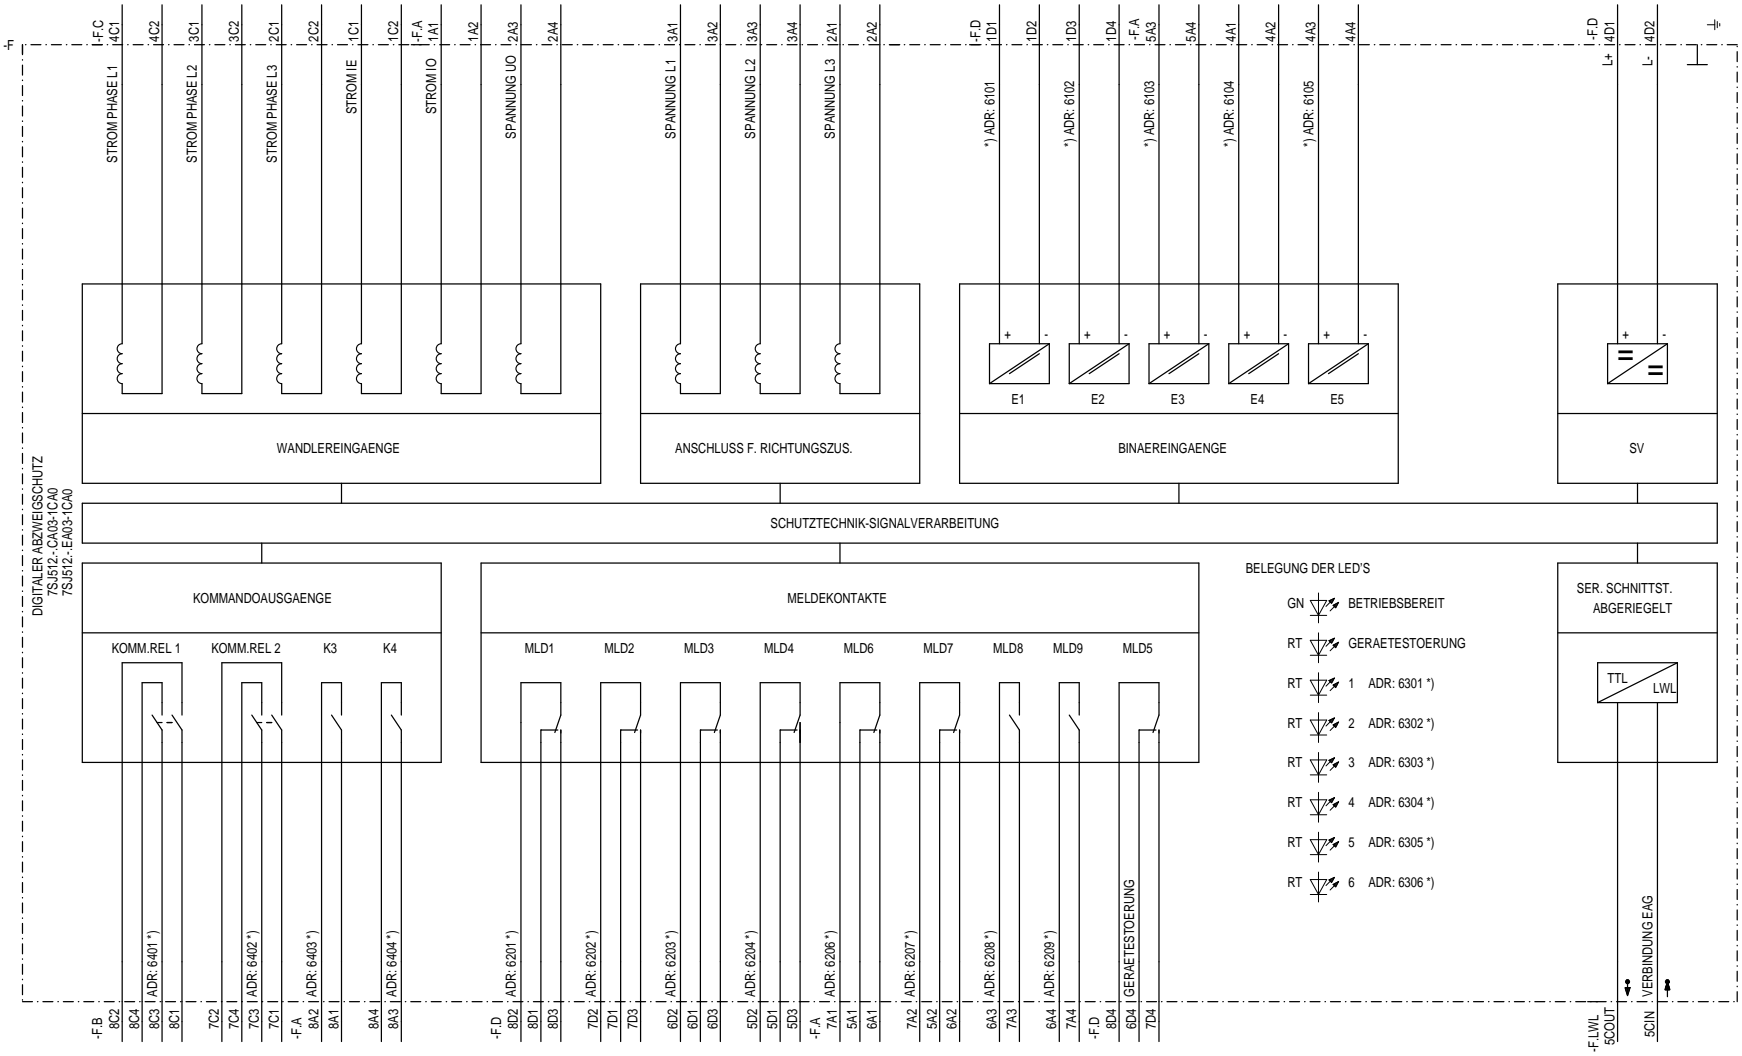 -F
-F.C
4C1
4C2
3C1
3C2
2C1
2C2
1C1
1C2
-F.A
1A1
1A2
2A3
2A4
3A1
3A2
3A3
3A4
2A1
2A2
-F.D
1D1
1D2
1D3
1D4
-F.A
5A3
5A4
4A1
4A2
4A3
4A4
-F.D
4D1
4D2
L+
L-
STROM PHASE L1
STROM PHASE L2
STROM PHASE L3
STROM IE
STROM IO
SPANNUNG UO
SPANNUNG L1
SPANNUNG L2
SPANNUNG L3
*) ADR: 6101
*) ADR: 6102
*) ADR: 6103
*) ADR: 6104
*) ADR: 6105
+ -
+ -
+ -
+ -
+ -
+ -
E1
E2
E3
E4
E5
WANDLEREINGAENGE
ANSCHLUSS F. RICHTUNGSZUS.
BINAEREINGAENGE
SV
DIGITALER ABZWEIGSCHUTZ
7SJ512.-.CA03-1CA0
7SJ512.-.EA03-1CA0
SCHUTZTECHNIK-SIGNALVERARBEITUNG
KOMMANDOAUSGAENGE
MELDEKONTAKTE
BELEGUNG DER LED'S
SER. SCHNITTST.
ABGERIEGELT
KOMM.REL 1
KOMM.REL 2
K3
K4
MLD1
MLD2
MLD3
MLD4
MLD6
MLD7
MLD8
MLD9
MLD5
GN BETRIEBSBEREIT
RT GERAETESTOERUNG
RT 1 ADR: 6301 *)
RT 2 ADR: 6302 *)
RT 3 ADR: 6303 *)
RT 4 ADR: 6304 *)
RT 5 ADR: 6305 *)
RT 6 ADR: 6306 *)
TTL
LWL
ADR: 6401 *)
ADR: 6402 *)
ADR: 6403 *)
ADR: 6404 *)
ADR: 6201 *)
ADR: 6202 *)
ADR: 6203 *)
ADR: 6204 *)
ADR: 6206 *)
ADR: 6207 *)
ADR: 6208 *)
ADR: 6209 *)
GERAETESTOERUNG
VERBINDUNG EAG
-F.B
8C2
8C4
8C3
8C1
7C2
7C4
7C3
7C1
-F.A
8A2
8A1
8A4
8A3
-F.D
8D2
8D1
8D3
7D2
7D1
7D3
6D2
6D1
6D3
5D2
5D1
5D3
-F.A
7A1
5A1
6A1
7A2
5A2
6A2
6A3
7A3
6A4
7A4
-F.D
8D4
6D4
7D4
-F.LWL
5COUT
5CIN